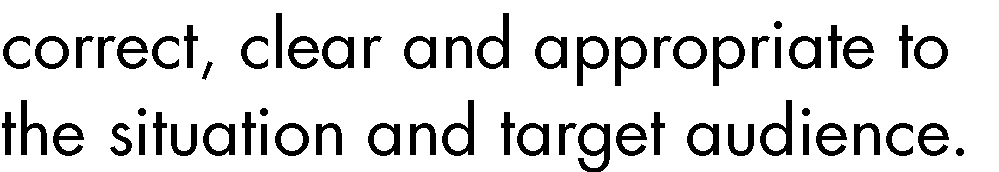 correct, clear and appropriate to
the situation and target audience.